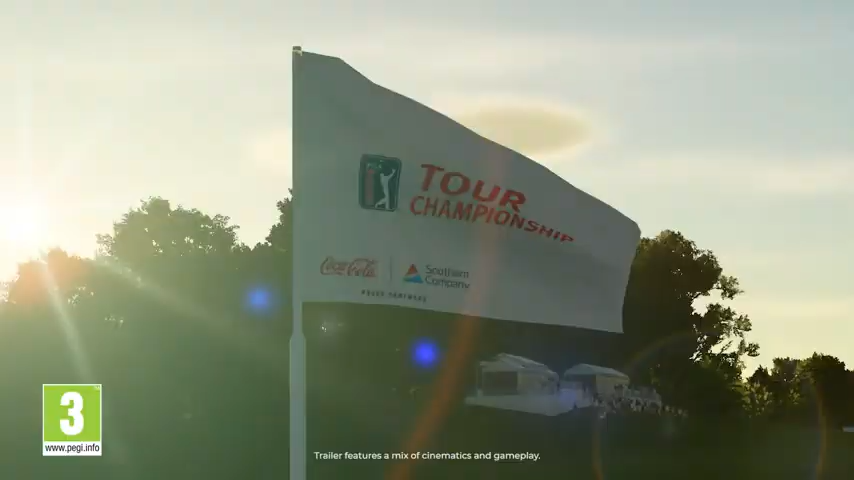 TOUR
CHAMPIONSHIP
Coca-Cola
Southern
Company
3
www.pegi.info
Trailer features a mix of cinematics and gameplay.